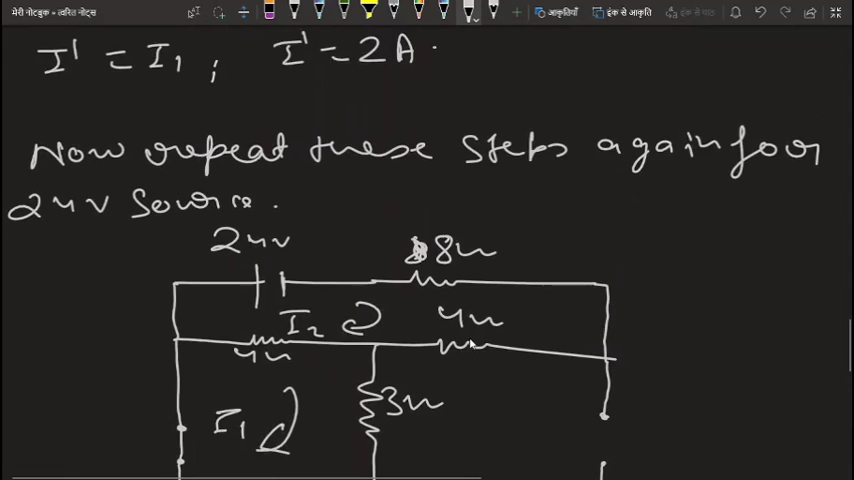 मेरी नोटबुक – त्वरित नोट्स
आकृतियाँ
इंक से आकृति
इंक से पाठ
I' = I₁ ; I' = 2A.
Now repeat these steps again for
24V Source.
24V
8Ω
I₂
4Ω
4Ω
I₁
3Ω